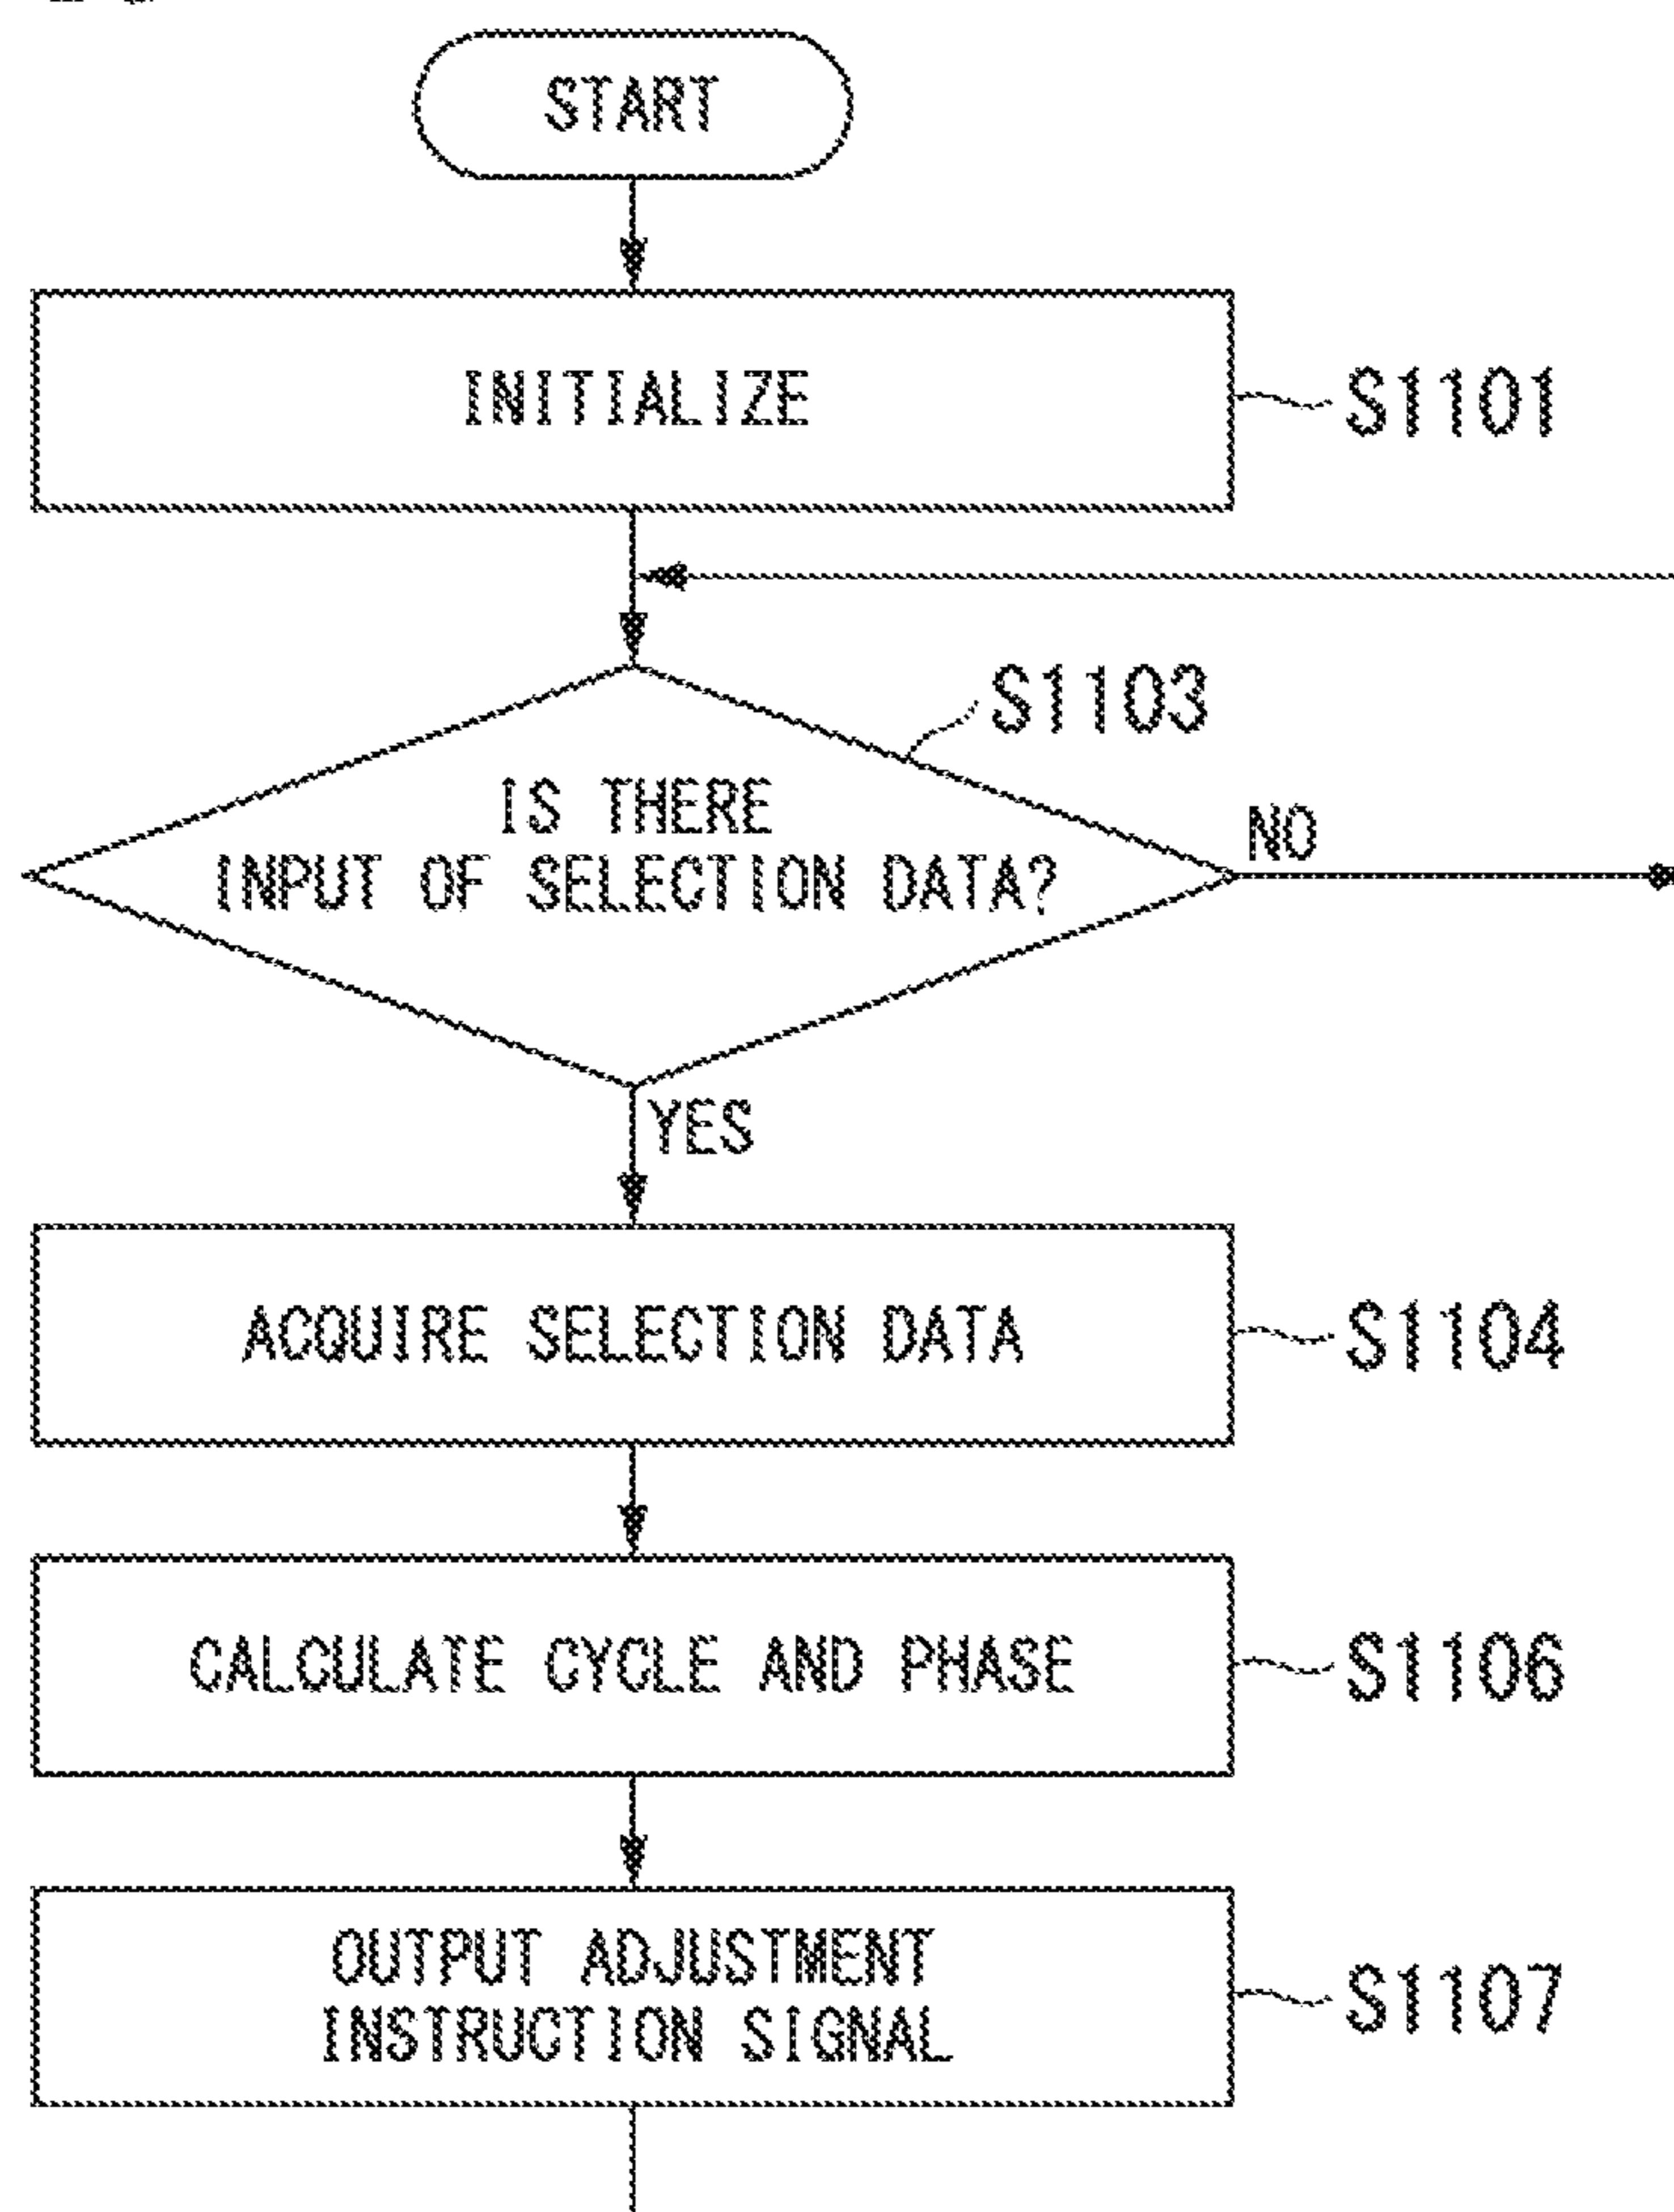 START
INITIALIZE
S1101
S1103
IS THERE
INPUT OF SELECTION DATA?
NO
YES
ACQUIRE SELECTION DATA
S1104
CALCULATE CYCLE AND PHASE
S1106
OUTPUT ADJUSTMENT
INSTRUCTION SIGNAL
S1107